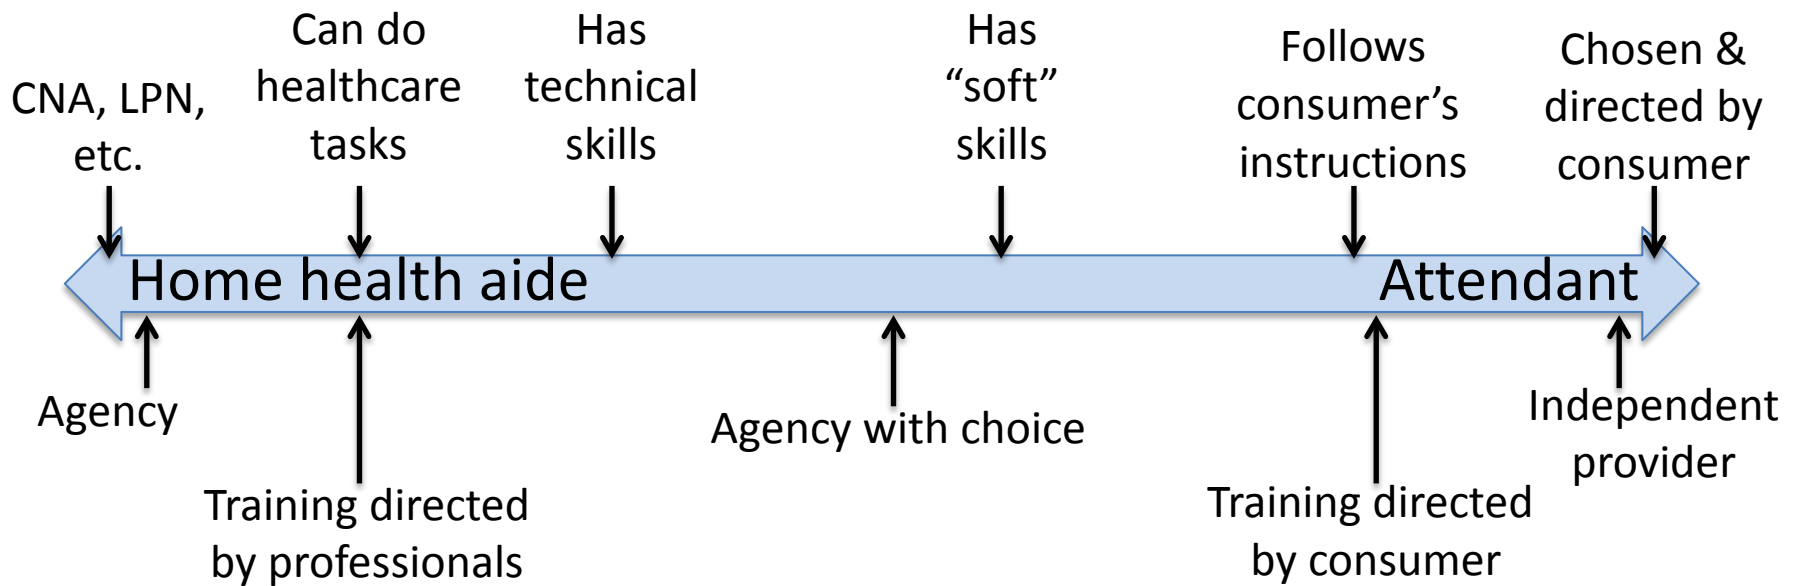 CNA, LPN,
etc.
Can do
healthcare
tasks
Has
technical
skills
Has
“soft”
skills
Follows
consumer’s
instructions
Chosen &
directed by
consumer
Home health aide
Attendant
Agency
Training directed
by professionals
Agency with choice
Training directed
by consumer
Independent
provider